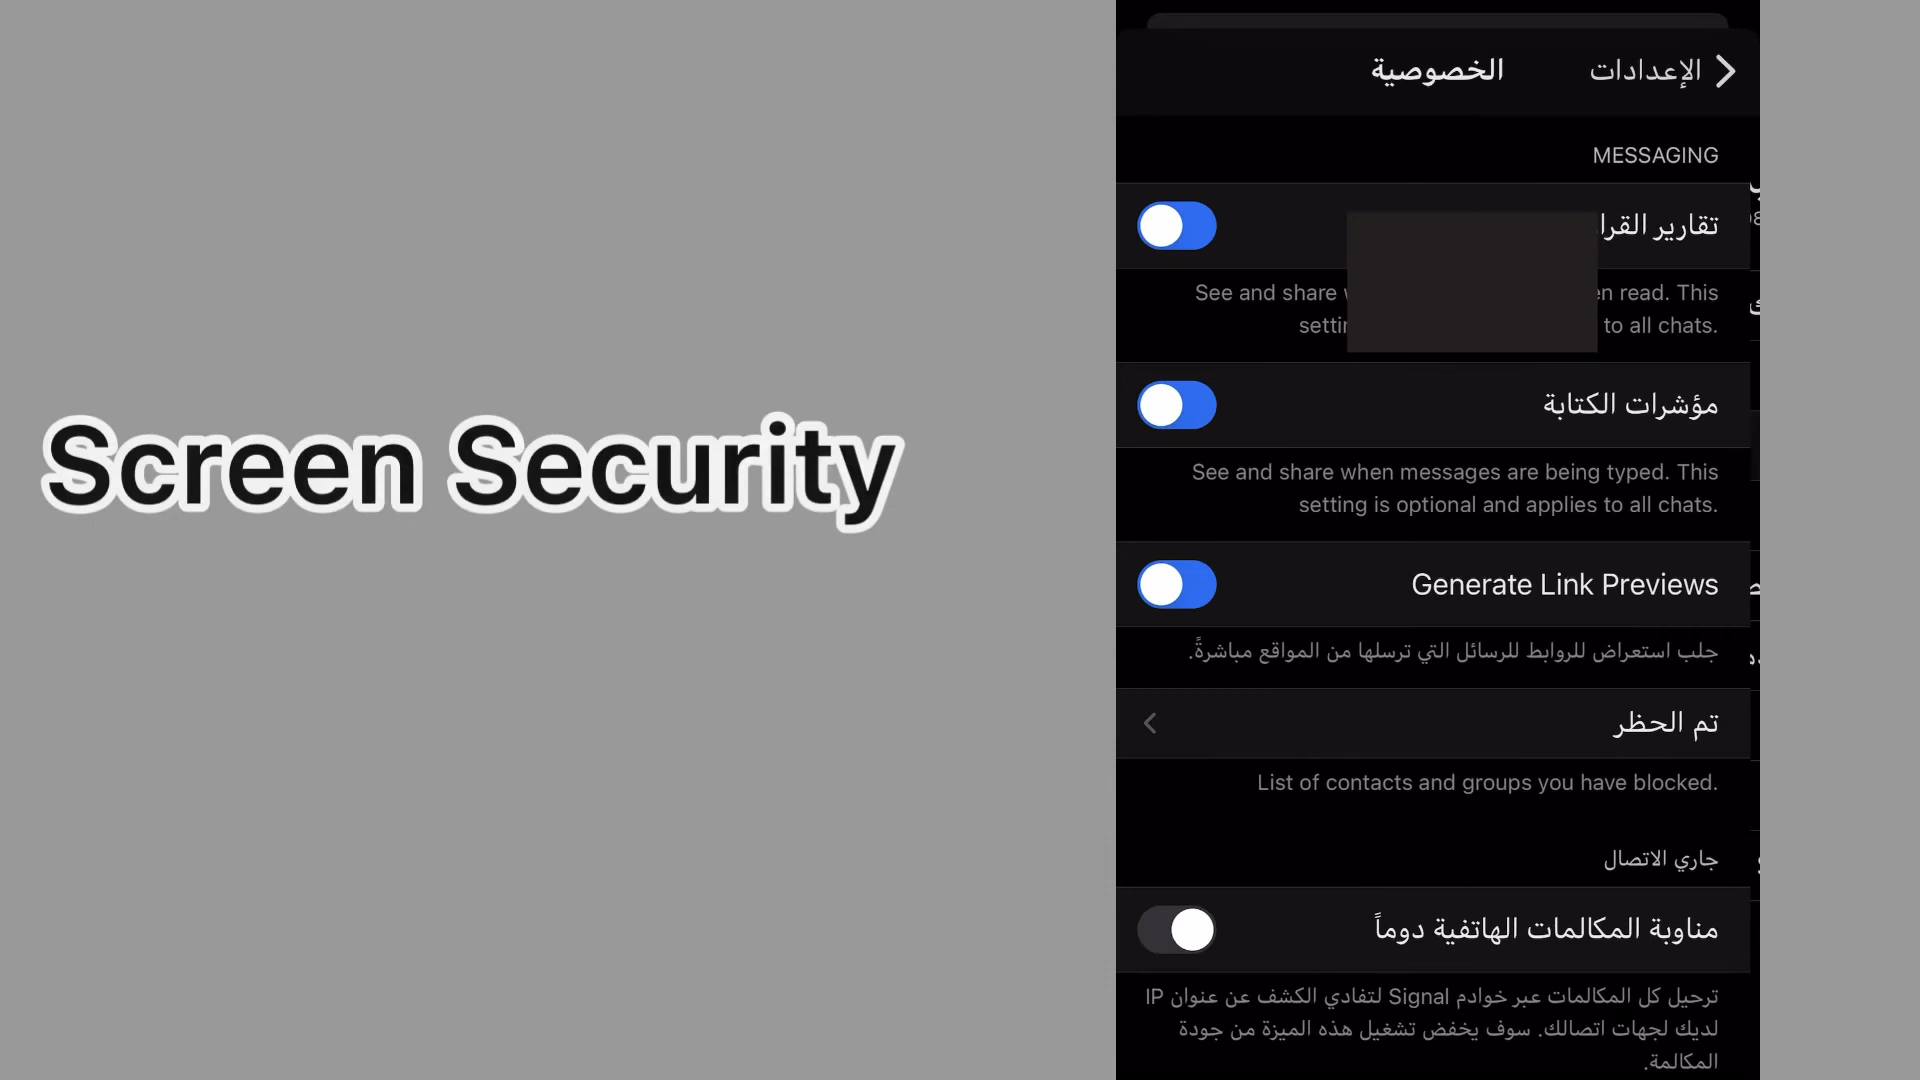 Screen Security
الإعدادات
الخصوصية
MESSAGING
تقارير القرا
See and share en read. This
to all chats.
مؤشرات الكتابة
See and share when messages are being typed. This
setting is optional and applies to all chats.
Generate Link Previews
جلب استعراض للروابط للرسائل التي ترسلها من المواقع مباشرةً.
تم الحظر
List of contacts and groups you have blocked.
جاري الاتصال
مناوبة المكالمات الهاتفية دوماً
ترحيل كل المكالمات عبر خوادم Signal لتفادي الكشف عن عنوان IP
لديك لجهات اتصالك. سوف يخفض تشغيل هذه الميزة من جودة
المكالمة.